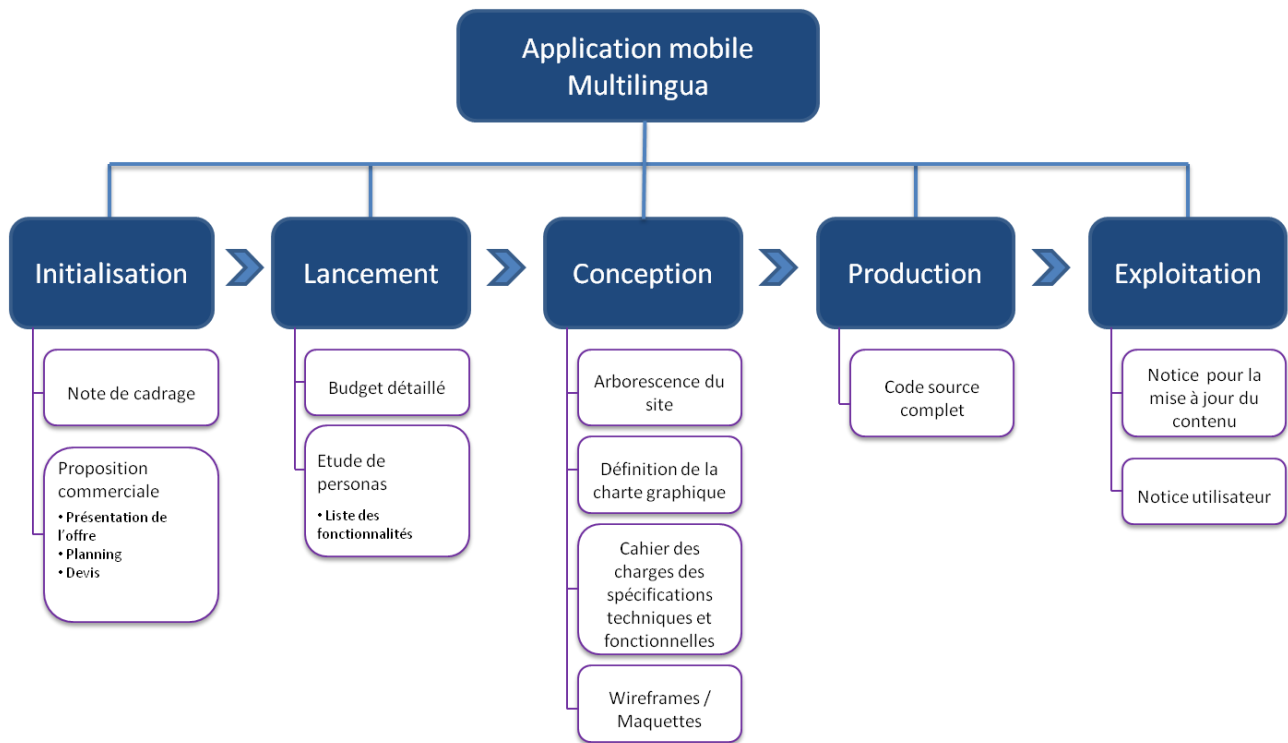 Application mobile
Multilingua
Initialisation
Lancement
Conception
Production
Exploitation
Note de cadrage
Proposition
commerciale
• Présentation de
l'offre
• Planning
• Devis
Budget détaillé
Etude de
personas
• Liste des
fonctionnalités
Arborescence du
site
Définition de la
charte graphique
Cahier des
charges des
spécifications
techniques et
fonctionnelles
Wireframes /
Maquettes
Code source
complet
Notice pour la
mise à jour du
contenu
Notice utilisateur